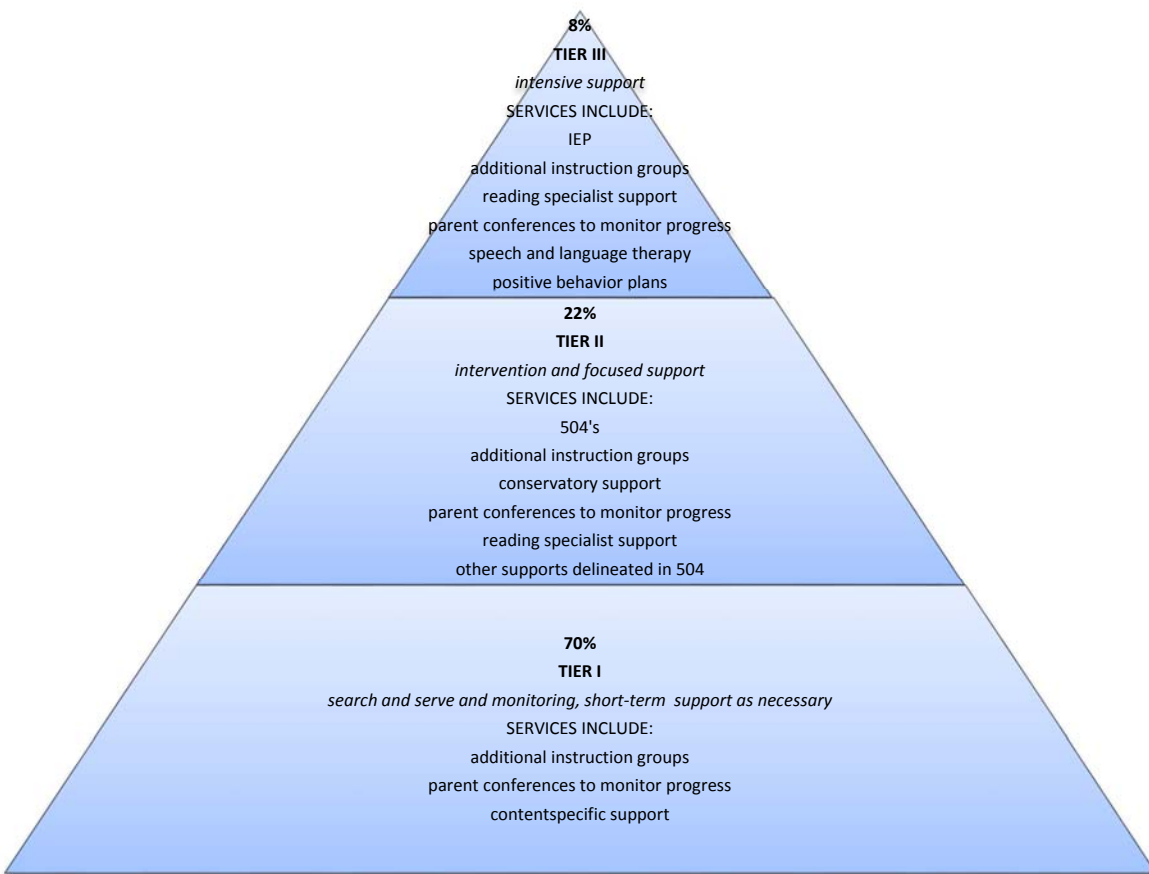 8%
TIER III
intensive support
SERVICES INCLUDE:
IEP
additional instruction groups
reading specialist support
parent conferences to monitor progress
speech and language therapy
positive behavior plans
22%
TIER II
intervention and focused support
SERVICES INCLUDE:
504's
additional instruction groups
conservatory support
parent conferences to monitor progress
reading specialist support
other supports delineated in 504
70%
TIER I
search and serve and monitoring, short-term  support as necessary
SERVICES INCLUDE:
additional instruction groups
parent conferences to monitor progress
contentspecific support